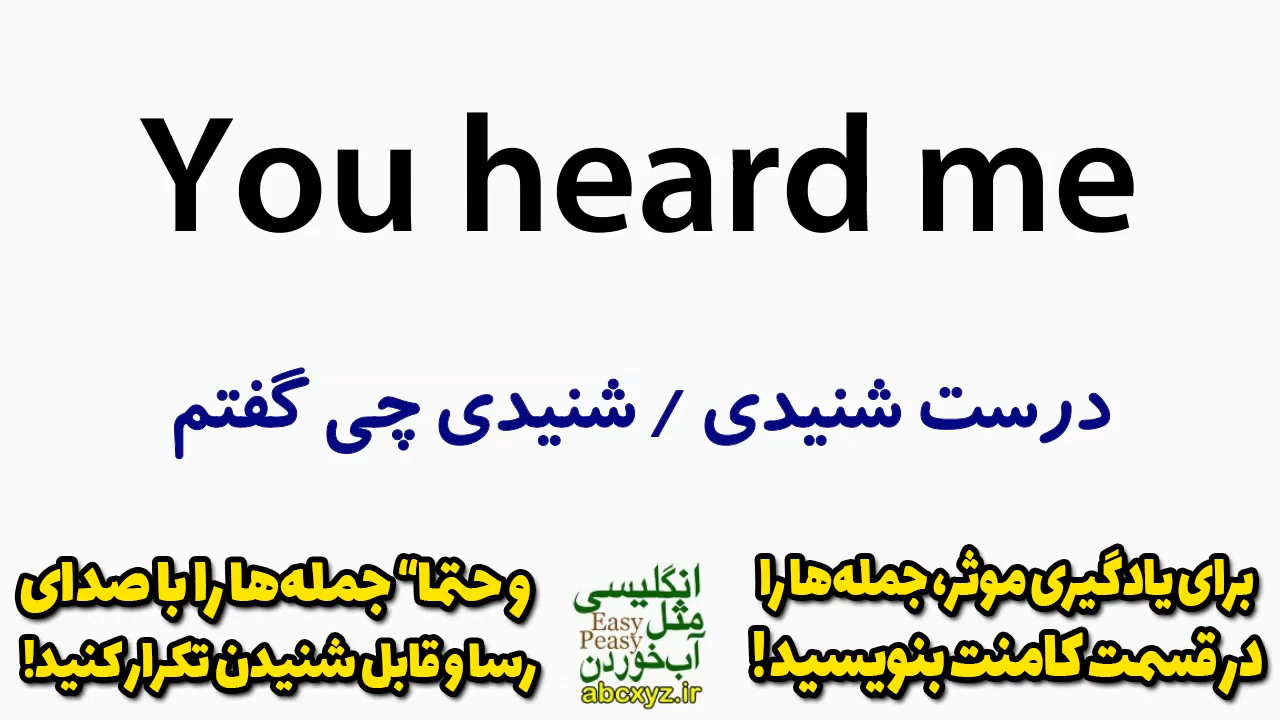 You heard me
درست شنیدی / شنیدی چی گفتم
برای یادگیری موثر، جمله‌ها را
در قسمت کامنت بنویسید!
و حتما“ جمله‌ها را با صدای
رسا و قابل شنیدن تکرار کنید!
انگلیسی
مثل
Easy
Peasy
آب خوردن
abcxyz.ir